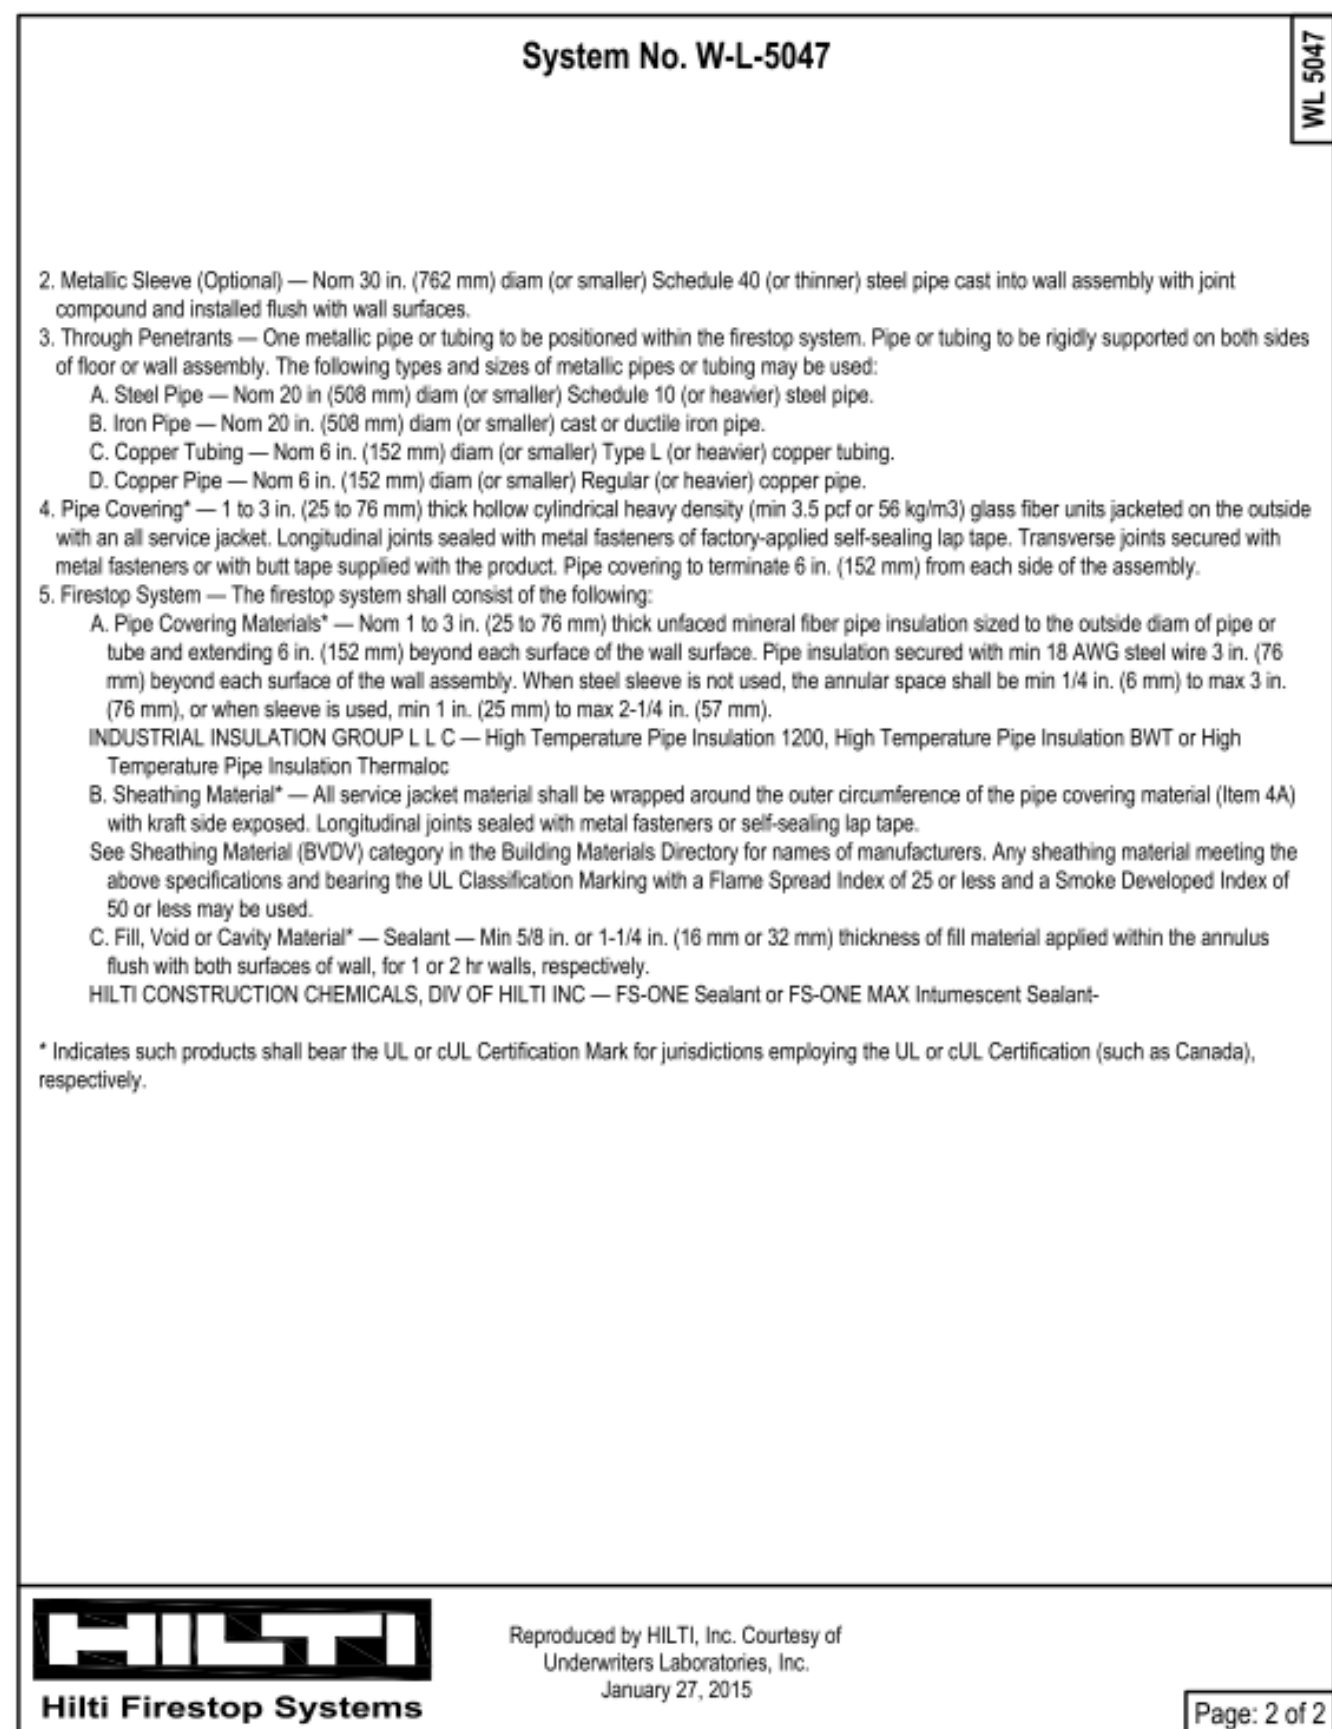 System No. W-L-5047
WL 5047
2. Metallic Sleeve (Optional) — Nom 30 in. (762 mm) diam (or smaller) Schedule 40 (or thinner) steel pipe cast into wall assembly with joint
compound and installed flush with wall surfaces.
3. Through Penetrants — One metallic pipe or tubing to be positioned within the firestop system. Pipe or tubing to be rigidly supported on both sides
of floor or wall assembly. The following types and sizes of metallic pipes or tubing may be used:
A. Steel Pipe — Nom 20 in (508 mm) diam (or smaller) Schedule 10 (or heavier) steel pipe.
B. Iron Pipe — Nom 20 in. (508 mm) diam (or smaller) cast or ductile iron pipe.
C. Copper Tubing — Nom 6 in. (152 mm) diam (or smaller) Type L (or heavier) copper tubing.
D. Copper Pipe — Nom 6 in. (152 mm) diam (or smaller) Regular (or heavier) copper pipe.
4. Pipe Covering* — 1 to 3 in. (25 to 76 mm) thick hollow cylindrical heavy density (min 3.5 pcf or 56 kg/m3) glass fiber units jacketed on the outside
with an all service jacket. Longitudinal joints sealed with metal fasteners of factory-applied self-sealing lap tape. Transverse joints secured with
metal fasteners or with butt tape supplied with the product. Pipe covering to terminate 6 in. (152 mm) from each side of the assembly.
5. Firestop System — The firestop system shall consist of the following:
A. Pipe Covering Materials* — Nom 1 to 3 in. (25 to 76 mm) thick unfaced mineral fiber pipe insulation sized to the outside diam of pipe or
tube and extending 6 in. (152 mm) beyond each surface of the wall surface. Pipe insulation secured with min 18 AWG steel wire 3 in. (76
mm) beyond each surface of the wall assembly. When steel sleeve is not used, the annular space shall be min 1/4 in. (6 mm) to max 3 in.
(76 mm), or when sleeve is used, min 1 in. (25 mm) to max 2-1/4 in. (57 mm).
INDUSTRIAL INSULATION GROUP L L C — High Temperature Pipe Insulation 1200, High Temperature Pipe Insulation BWT or High
Temperature Pipe Insulation Thermaloc
B. Sheathing Material* — All service jacket material shall be wrapped around the outer circumference of the pipe covering material (Item 4A)
with kraft side exposed. Longitudinal joints sealed with metal fasteners or self-sealing lap tape.
See Sheathing Material (BVDV) category in the Building Materials Directory for names of manufacturers. Any sheathing material meeting the
above specifications and bearing the UL Classification Marking with a Flame Spread Index of 25 or less and a Smoke Developed Index of
50 or less may be used.
C. Fill, Void or Cavity Material* — Sealant — Min 5/8 in. or 1-1/4 in. (16 mm or 32 mm) thickness of fill material applied within the annulus
flush with both surfaces of wall, for 1 or 2 hr walls, respectively.
HILTI CONSTRUCTION CHEMICALS, DIV OF HILTI INC — FS-ONE Sealant or FS-ONE MAX Intumescent Sealant-
* Indicates such products shall bear the UL or cUL Certification Mark for jurisdictions employing the UL or cUL Certification (such as Canada),
respectively.
HILTI
Hilti Firestop Systems
Reproduced by HILTI, Inc. Courtesy of
Underwriters Laboratories, Inc.
January 27, 2015
Page: 2 of 2